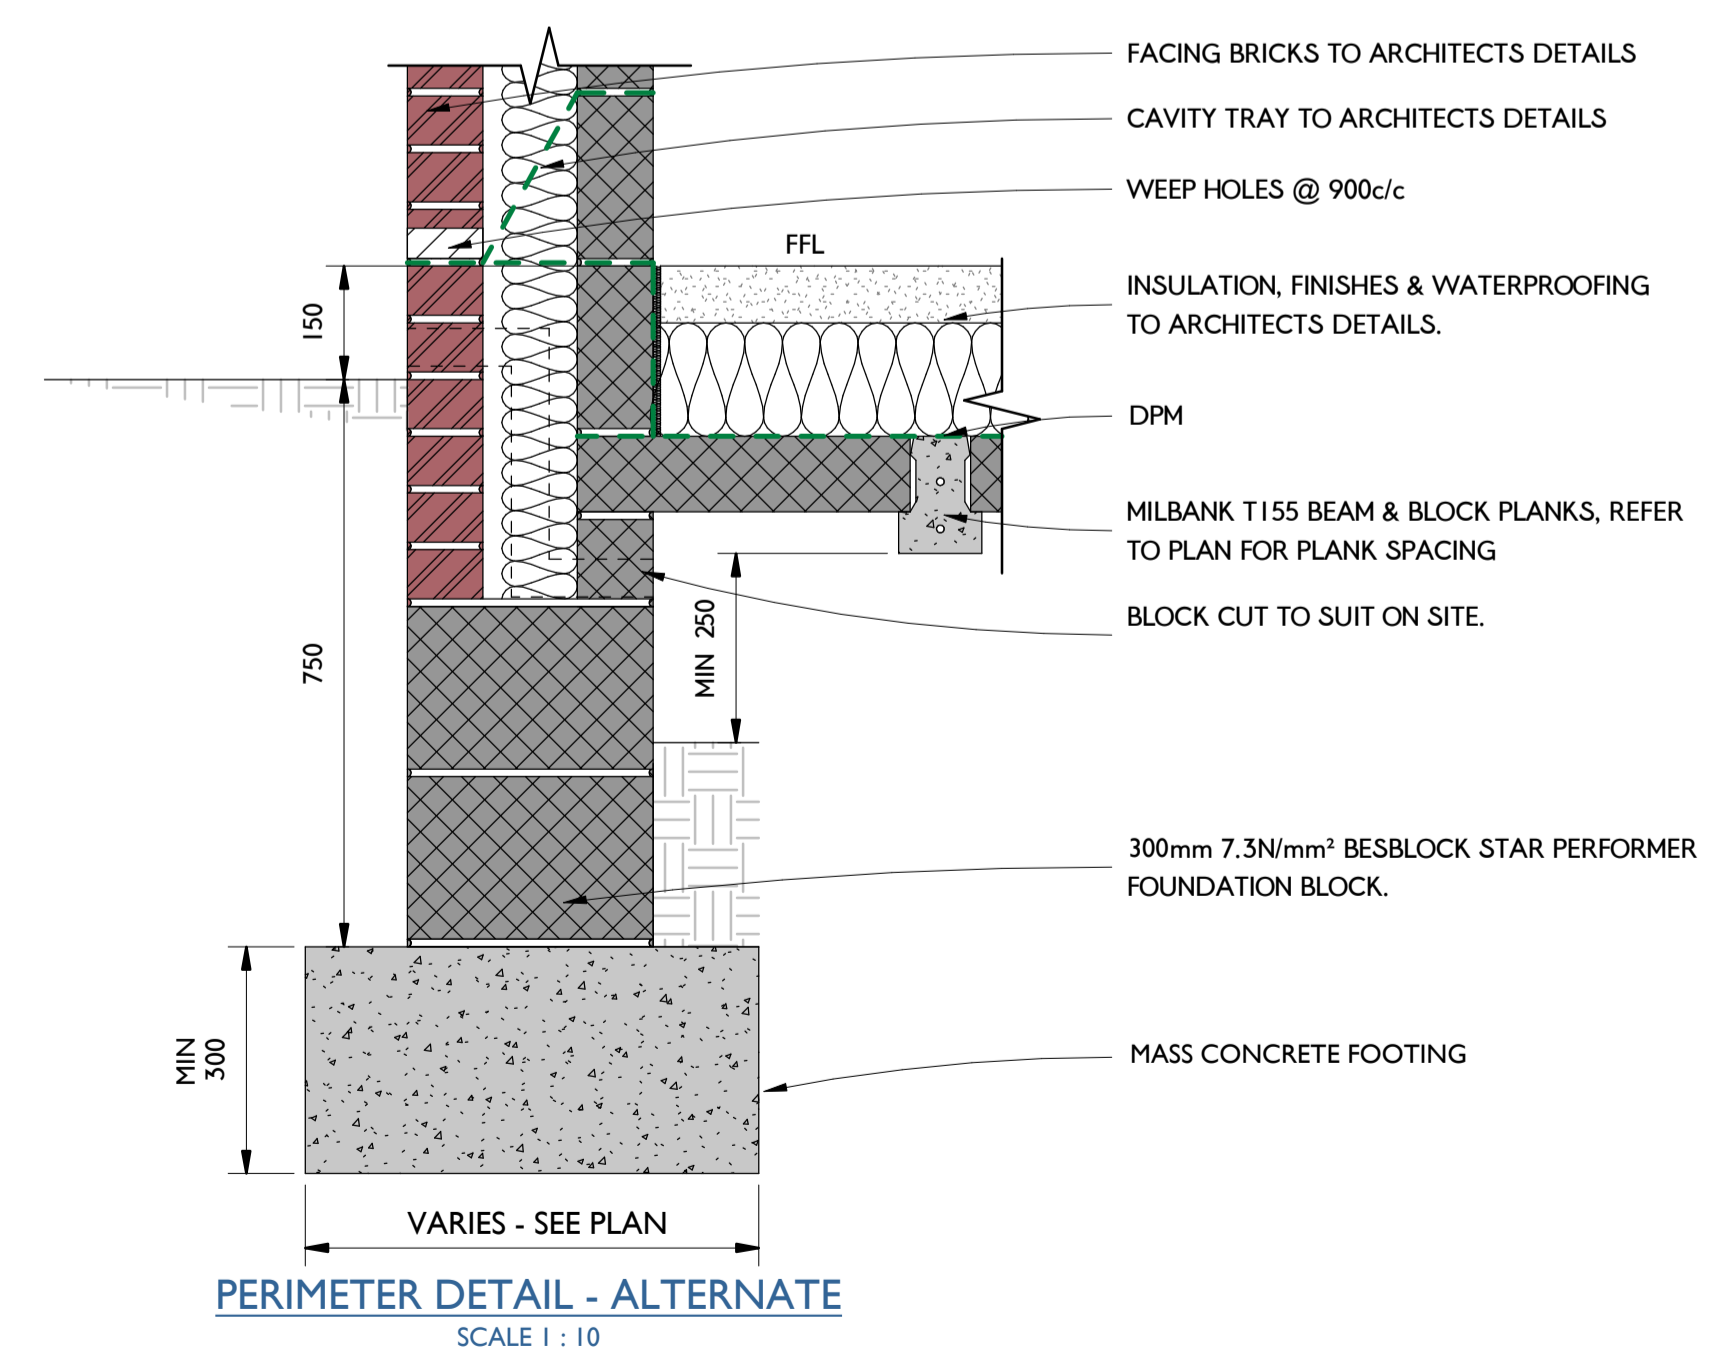 FACING BRICKS TO ARCHITECTS DETAILS
CAVITY TRAY TO ARCHITECTS DETAILS
WEEP HOLES @ 900c/c
FFL
INSULATION, FINISHES & WATERPROOFING
TO ARCHITECTS DETAILS.
150
DPM
MILBANK T155 BEAM & BLOCK PLANKS, REFER
TO PLAN FOR PLANK SPACING
BLOCK CUT TO SUIT ON SITE.
750
MIN 250
300mm 7.3N/mm² BESBLOCK STAR PERFORMER
FOUNDATION BLOCK.
MIN
300
MASS CONCRETE FOOTING
VARIES - SEE PLAN
PERIMETER DETAIL - ALTERNATE
SCALE 1 : 10